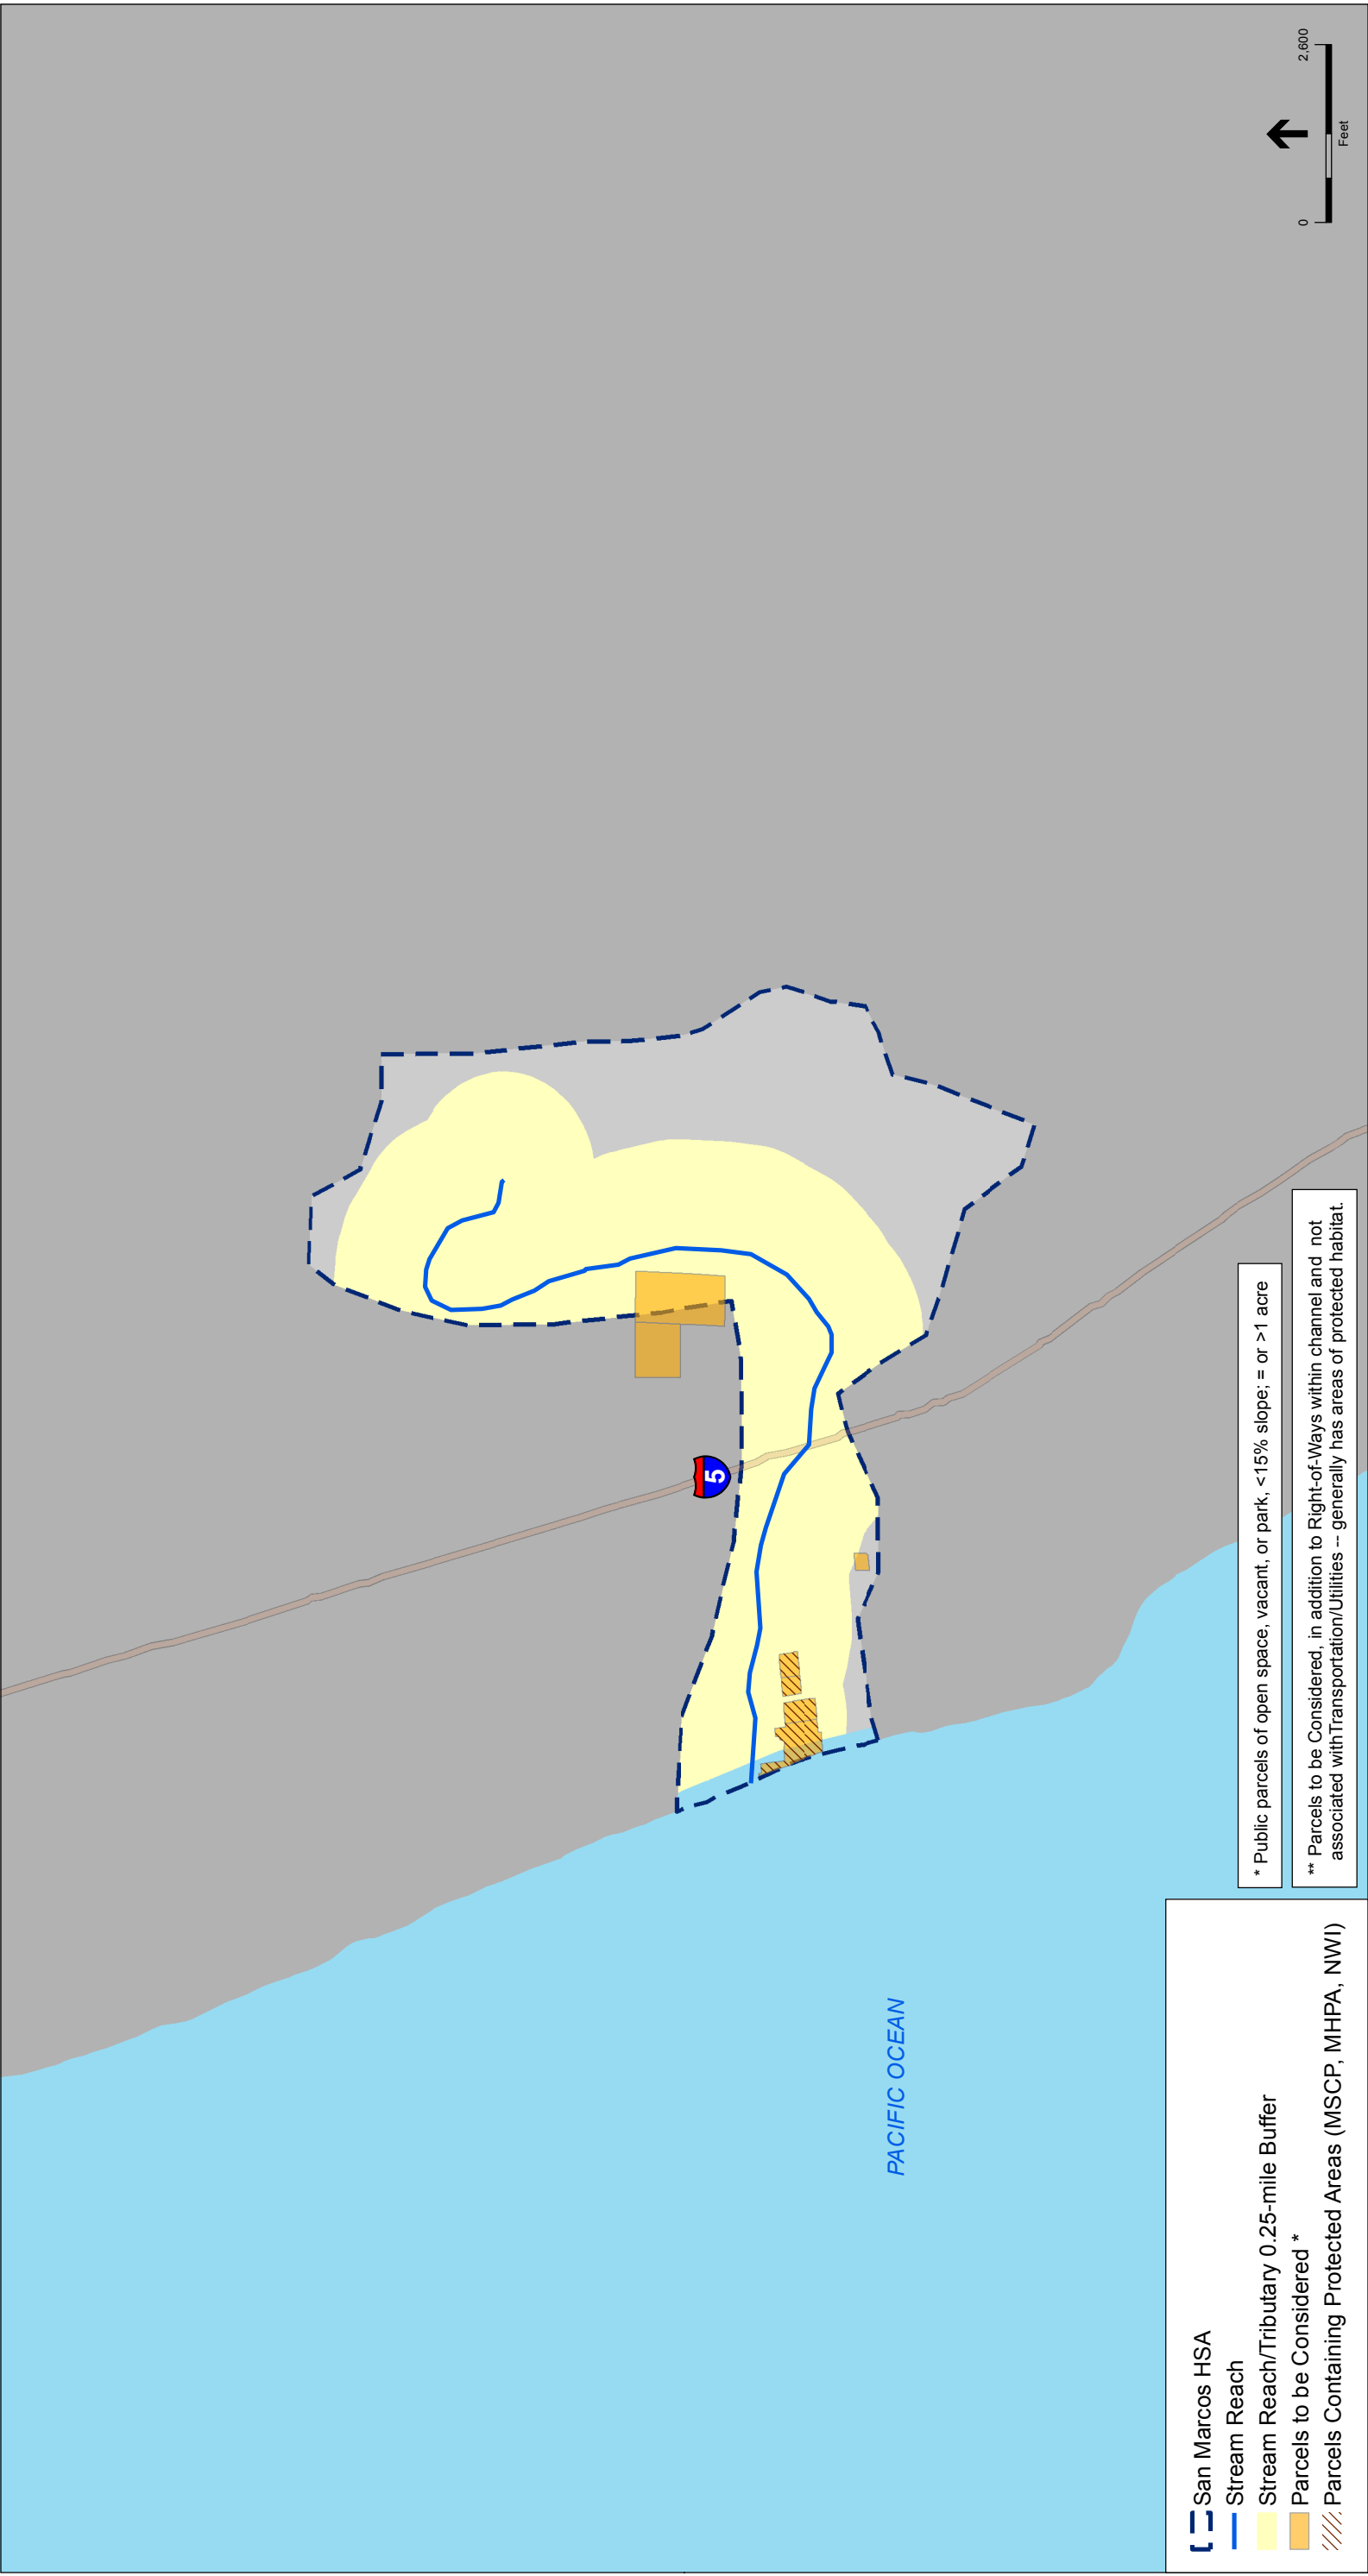 5
PACIFIC OCEAN
San Marcos HSA
Stream Reach
Stream Reach/Tributary 0.25-mile Buffer
Parcels to be Considered *
Parcels Containing Protected Areas (MSCP, MHPA, NWI)
* Public parcels of open space, vacant, or park, <15% slope; = or >1 acre
** Parcels to be Considered, in addition to Right-of-Ways within channel and not
associated withTransportation/Utilities -- generally has areas of protected habitat.
0 2,600
Feet